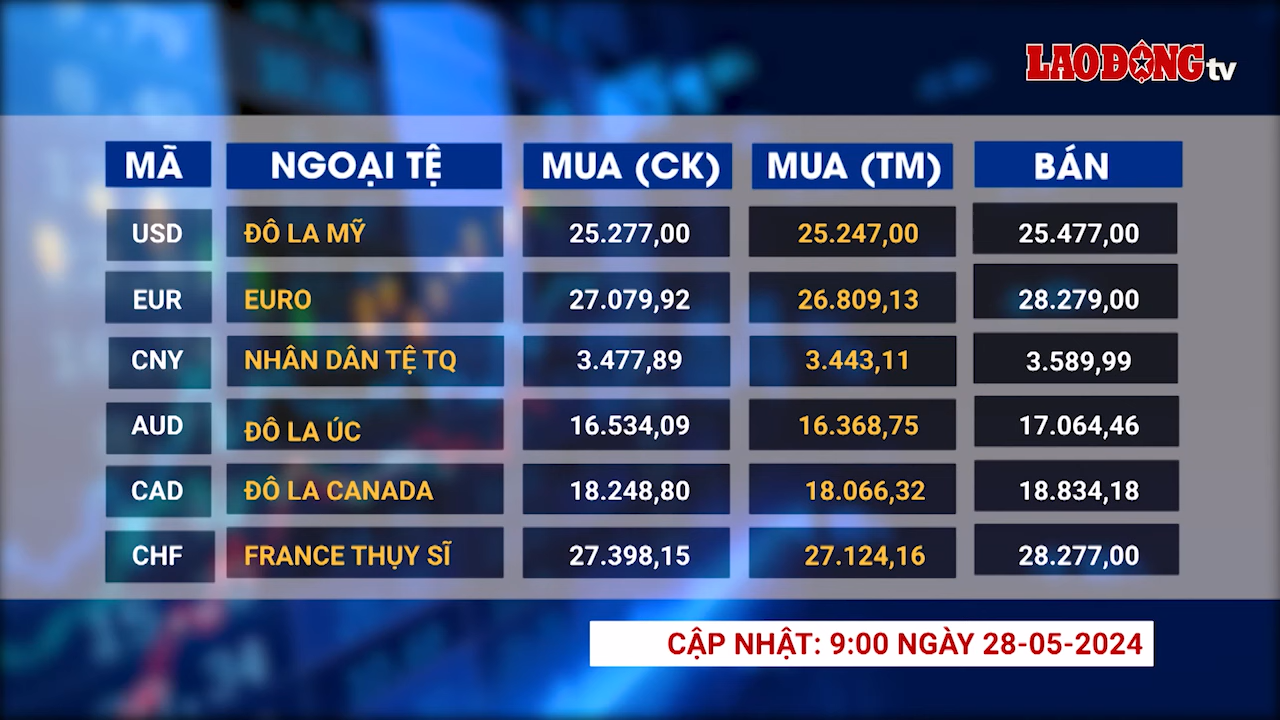 LAO ĐỘNG tv
MÃ NGOẠI TỆ MUA (CK) MUA (TM) BÁN
USD ĐÔ LA MỸ 25.277,00 25.247,00 25.477,00
EUR EURO 27.079,92 26.809,13 28.279,00
CNY NHÂN DÂN TỆ TQ 3.477,89 3.443,11 3.589,99
AUD ĐÔ LA ÚC 16.534,09 16.368,75 17.064,46
CAD ĐÔ LA CANADA 18.248,80 18.066,32 18.834,18
CHF FRANCE THỤY SĨ 27.398,15 27.124,16 28.277,00
CẬP NHẬT: 9:00 NGÀY 28-05-2024